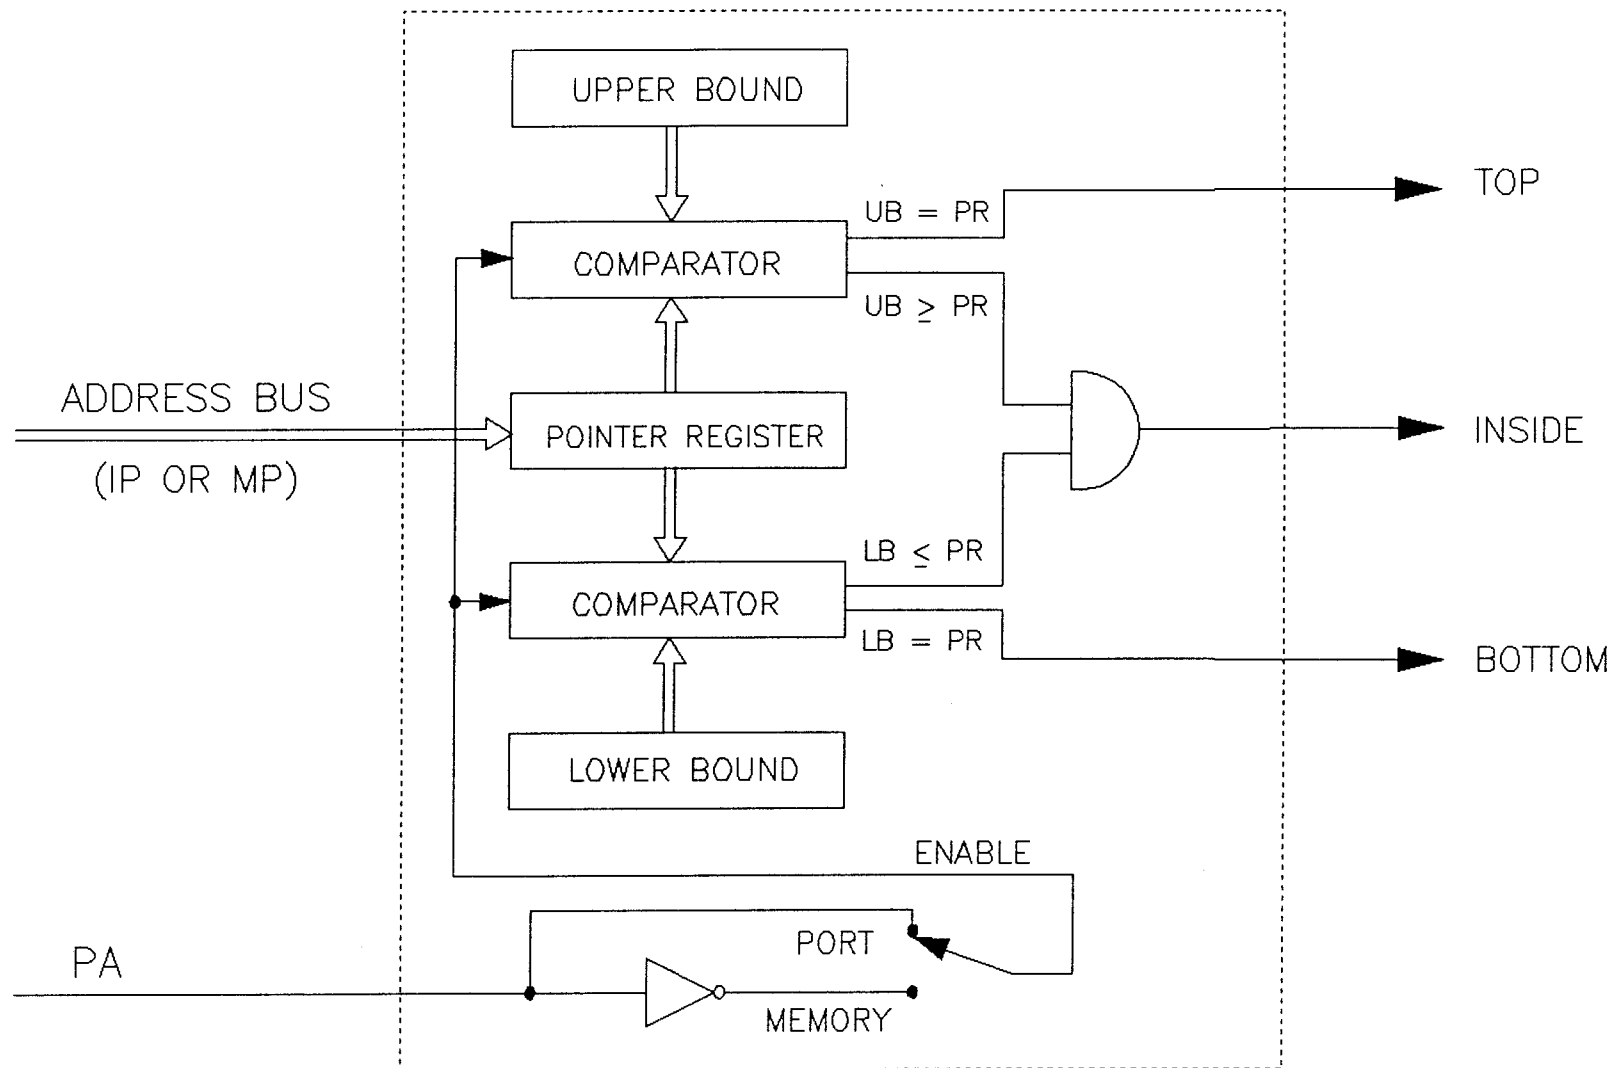 UPPER BOUND
TOP
UB = PR
COMPARATOR
UB ≥ PR
ADDRESS BUS
INSIDE
POINTER REGISTER
(IP OR MP)
LB ≤ PR
COMPARATOR
LB = PR
BOTTOM
LOWER BOUND
ENABLE
PORT
PA
MEMORY